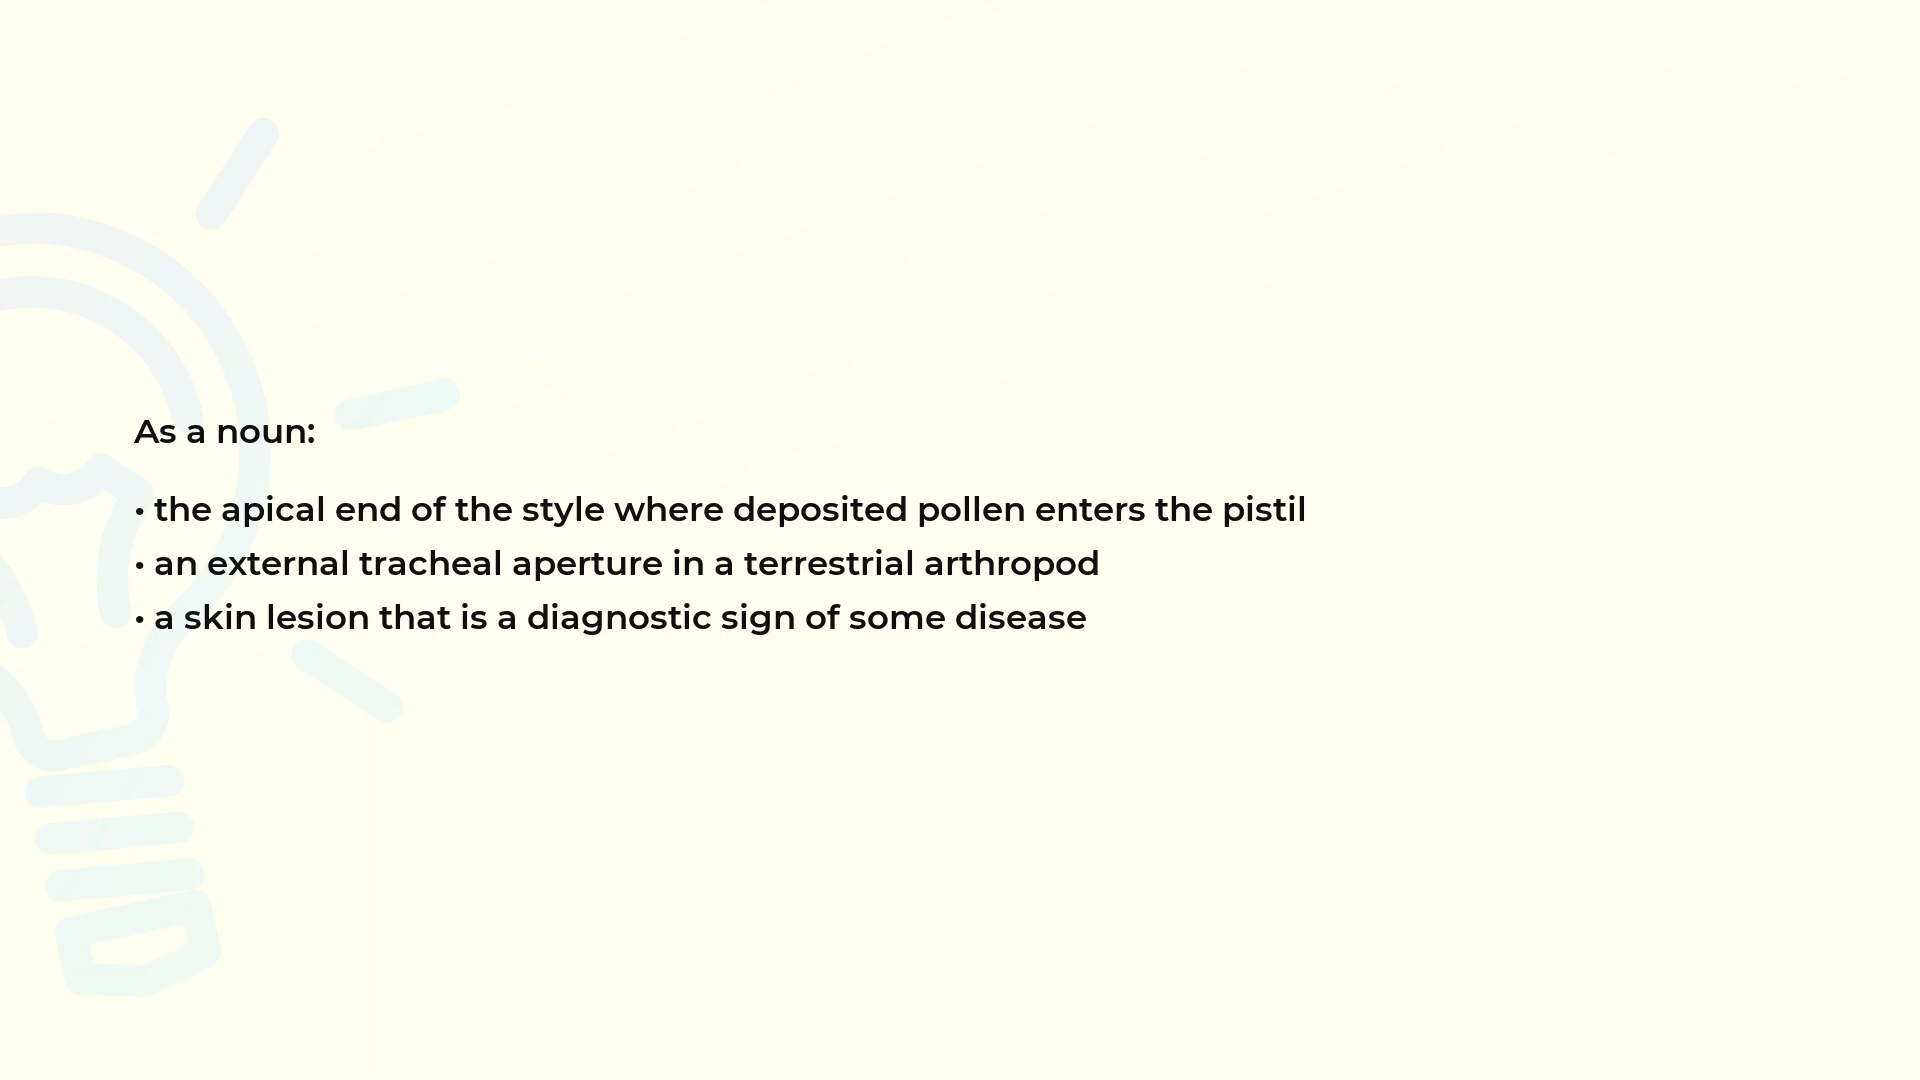 As a noun:
• the apical end of the style where deposited pollen enters the pistil
• an external tracheal aperture in a terrestrial arthropod
• a skin lesion that is a diagnostic sign of some disease